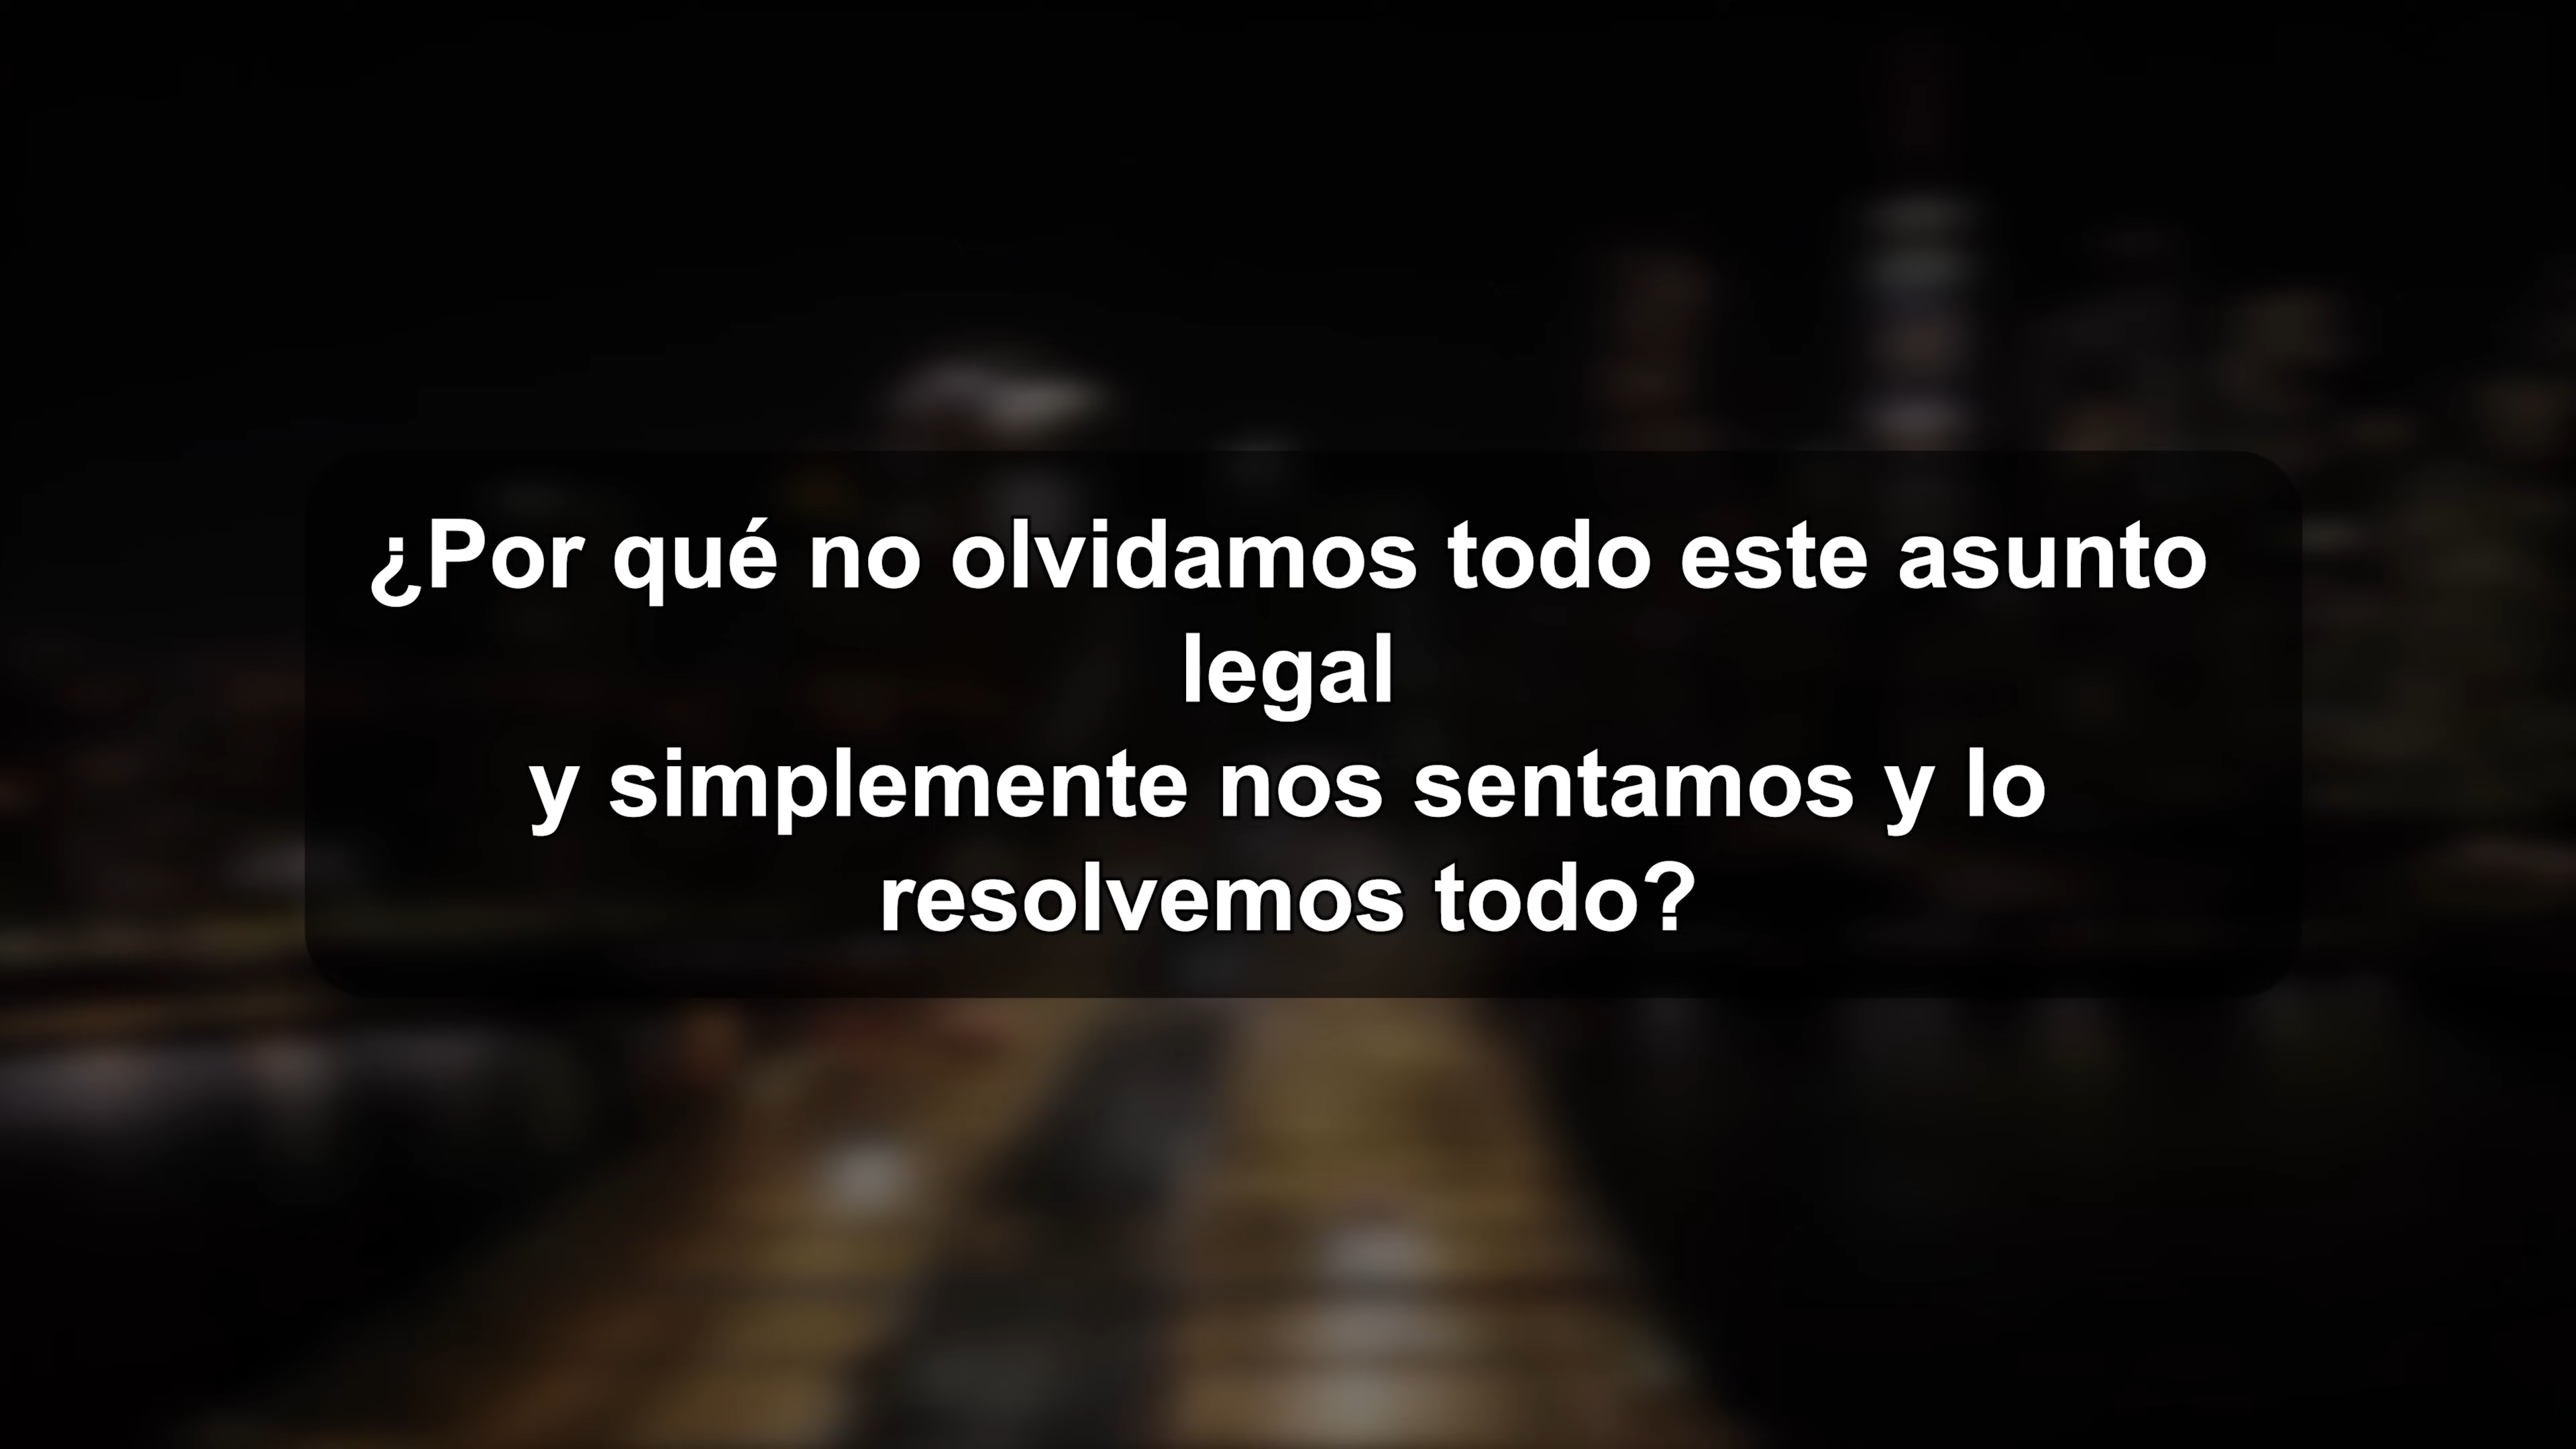 ¿Por qué no olvidamos todo este asunto
legal
y simplemente nos sentamos y lo
resolvemos todo?